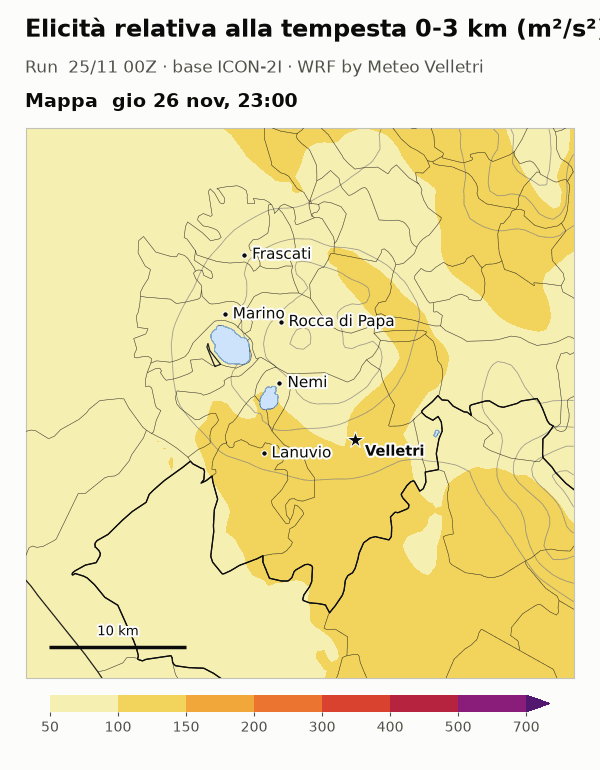 Elicità relativa alla tempesta 0-3 km (m²/s²)
Run 25/11 00Z · base ICON-2I · WRF by Meteo Velletri
Mappa gio 26 nov, 23:00
Frascati
Marino
Rocca di Papa
Nemi
Velletri
Lanuvio
10 km
50 100 150 200 300 400 500 700